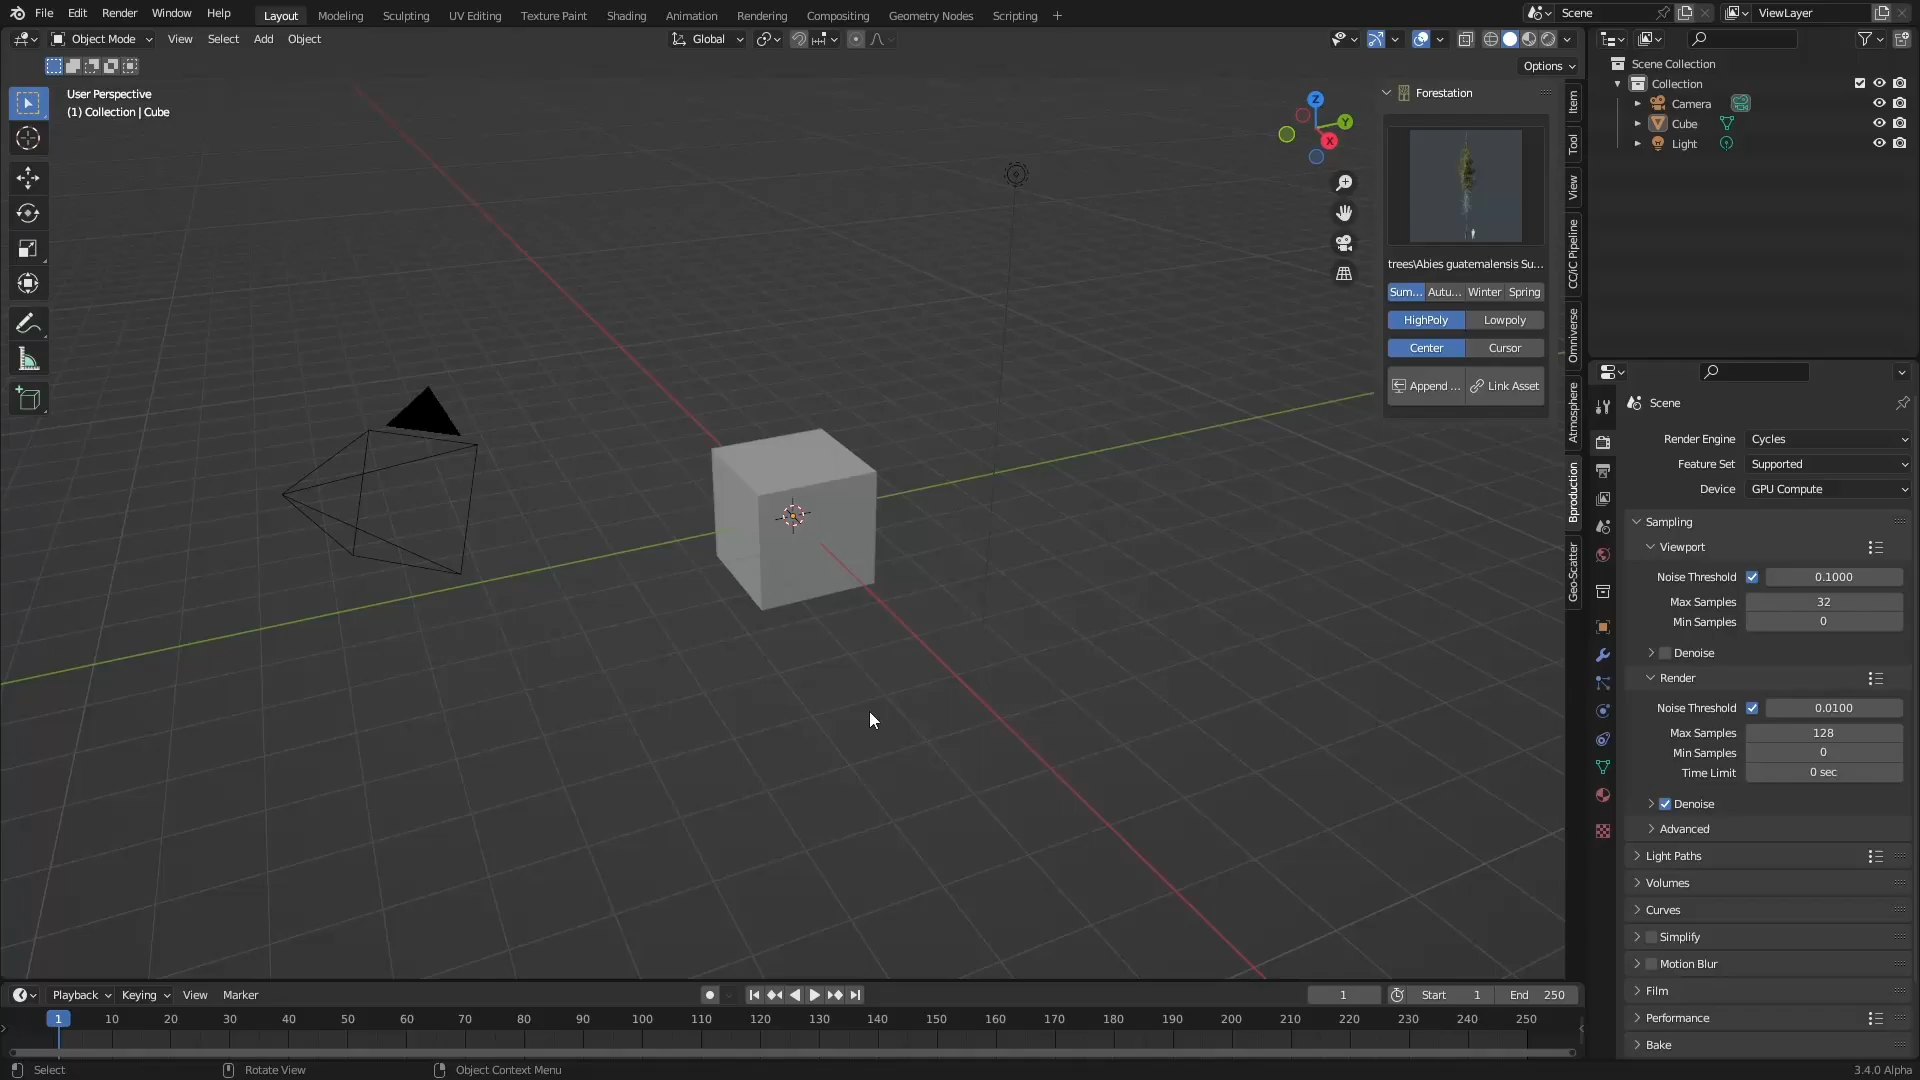 File Edit Render Window Help Layout Modeling Sculpting UV Editing Texture Paint Shading Animation Rendering Compositing Geometry Nodes Scripting + Scene ViewLayer
Object Mode View Select Add Object Global
Options
User Perspective
(1) Collection | Cube
Z
Y
X
Forestation
trees\Abies guatemalensis Su...
Sum... Autu... Winter Spring
HighPoly Lowpoly
Center Cursor
Append ... Link Asset
Item
Tool
View
CC/iC Pipeline
Omniverse
Atmosphere
Bproduction
Geo-Scatter
Scene Collection
Collection
Camera
Cube
Light
Scene
Render Engine Cycles
Feature Set Supported
Device GPU Compute
Sampling
Viewport
Noise Threshold 0.1000
Max Samples 32
Min Samples 0
Denoise
Render
Noise Threshold 0.0100
Max Samples 128
Min Samples 0
Time Limit 0 sec
Denoise
Advanced
Light Paths
Volumes
Curves
Simplify
Motion Blur
Film
Performance
Bake
Playback Keying View Marker 1 Start 1 End 250
1 10 20 30 40 50 60 70 80 90 100 110 120 130 140 150 160 170 180 190 200 210 220 230 240 250
Select Rotate View Object Context Menu 3.4.0 Alpha